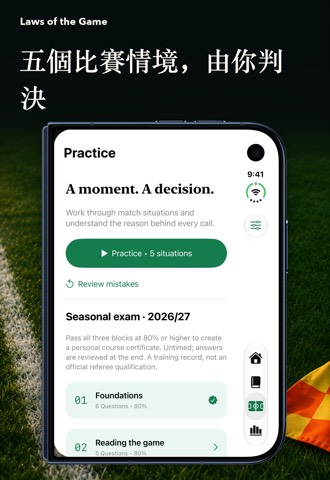 Laws of the Game
五個比賽情境，由你判
決
Practice
9:41
A moment. A decision.
Work through match situations and
understand the reason behind every call.
Practice • 5 situations
Review mistakes
Seasonal exam · 2026/27
Pass all three blocks at 80% or higher to create
a personal course certificate. Untimed; answers
are reviewed at the end. A training record, not an
official referee qualification.
01 Foundations
6 Questions • 80%
02 Reading the game
5 Questions • 80%